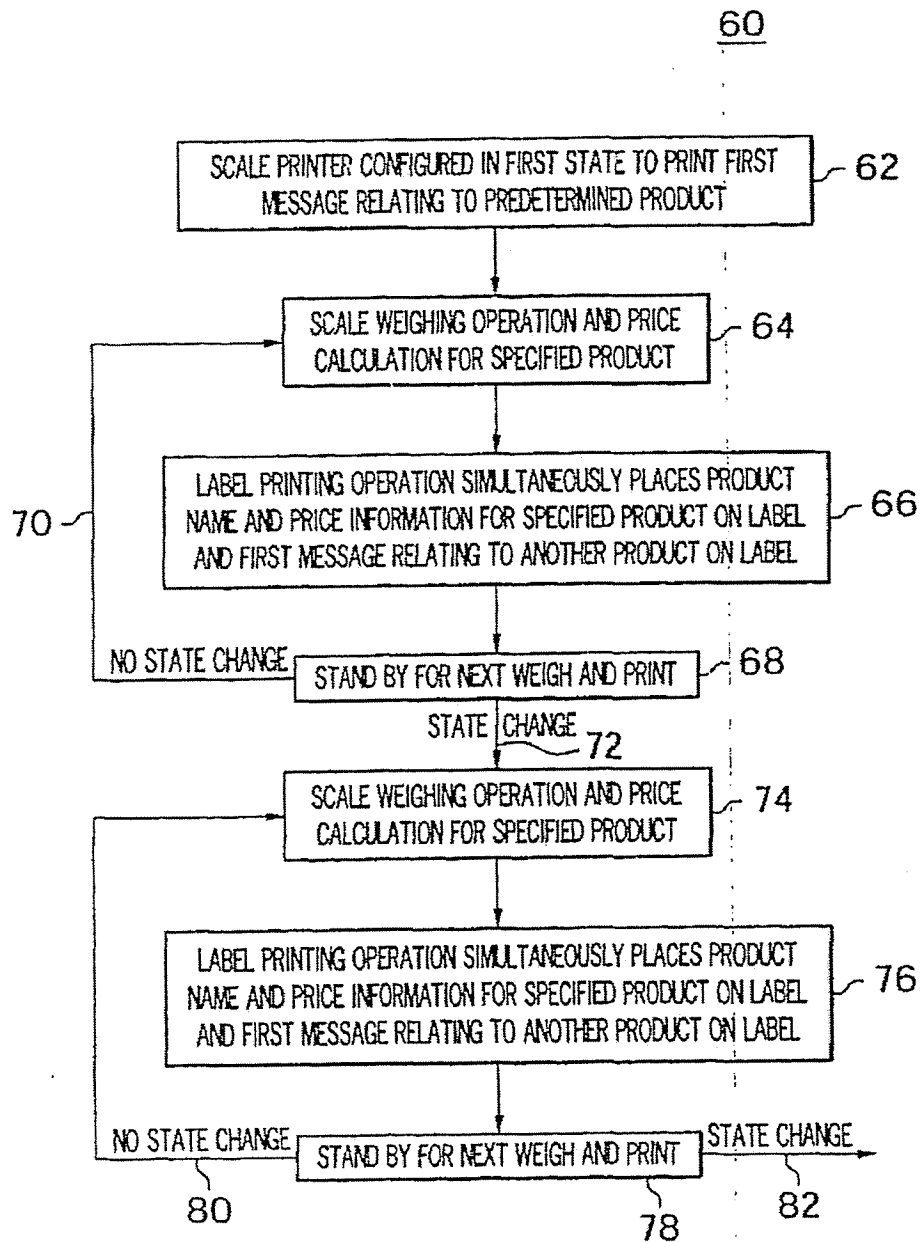 60
SCALE PRINTER CONFIGURED IN FIRST STATE TO PRINT FIRST
MESSAGE RELATING TO PREDETERMINED PRODUCT
62
SCALE WEIGHING OPERATION AND PRICE
CALCULATION FOR SPECIFIED PRODUCT
64
LABEL PRINTING OPERATION SIMULTANEOUSLY PLACES PRODUCT
NAME AND PRICE INFORMATION FOR SPECIFIED PRODUCT ON LABEL
AND FIRST MESSAGE RELATING TO ANOTHER PRODUCT ON LABEL
66
70
NO STATE CHANGE
STAND BY FOR NEXT WEIGH AND PRINT
68
STATE CHANGE
72
SCALE WEIGHING OPERATION AND PRICE
CALCULATION FOR SPECIFIED PRODUCT
74
LABEL PRINTING OPERATION SIMULTANEOUSLY PLACES PRODUCT
NAME AND PRICE INFORMATION FOR SPECIFIED PRODUCT ON LABEL
AND FIRST MESSAGE RELATING TO ANOTHER PRODUCT ON LABEL
76
NO STATE CHANGE
STAND BY FOR NEXT WEIGH AND PRINT
STATE CHANGE
80
78
82